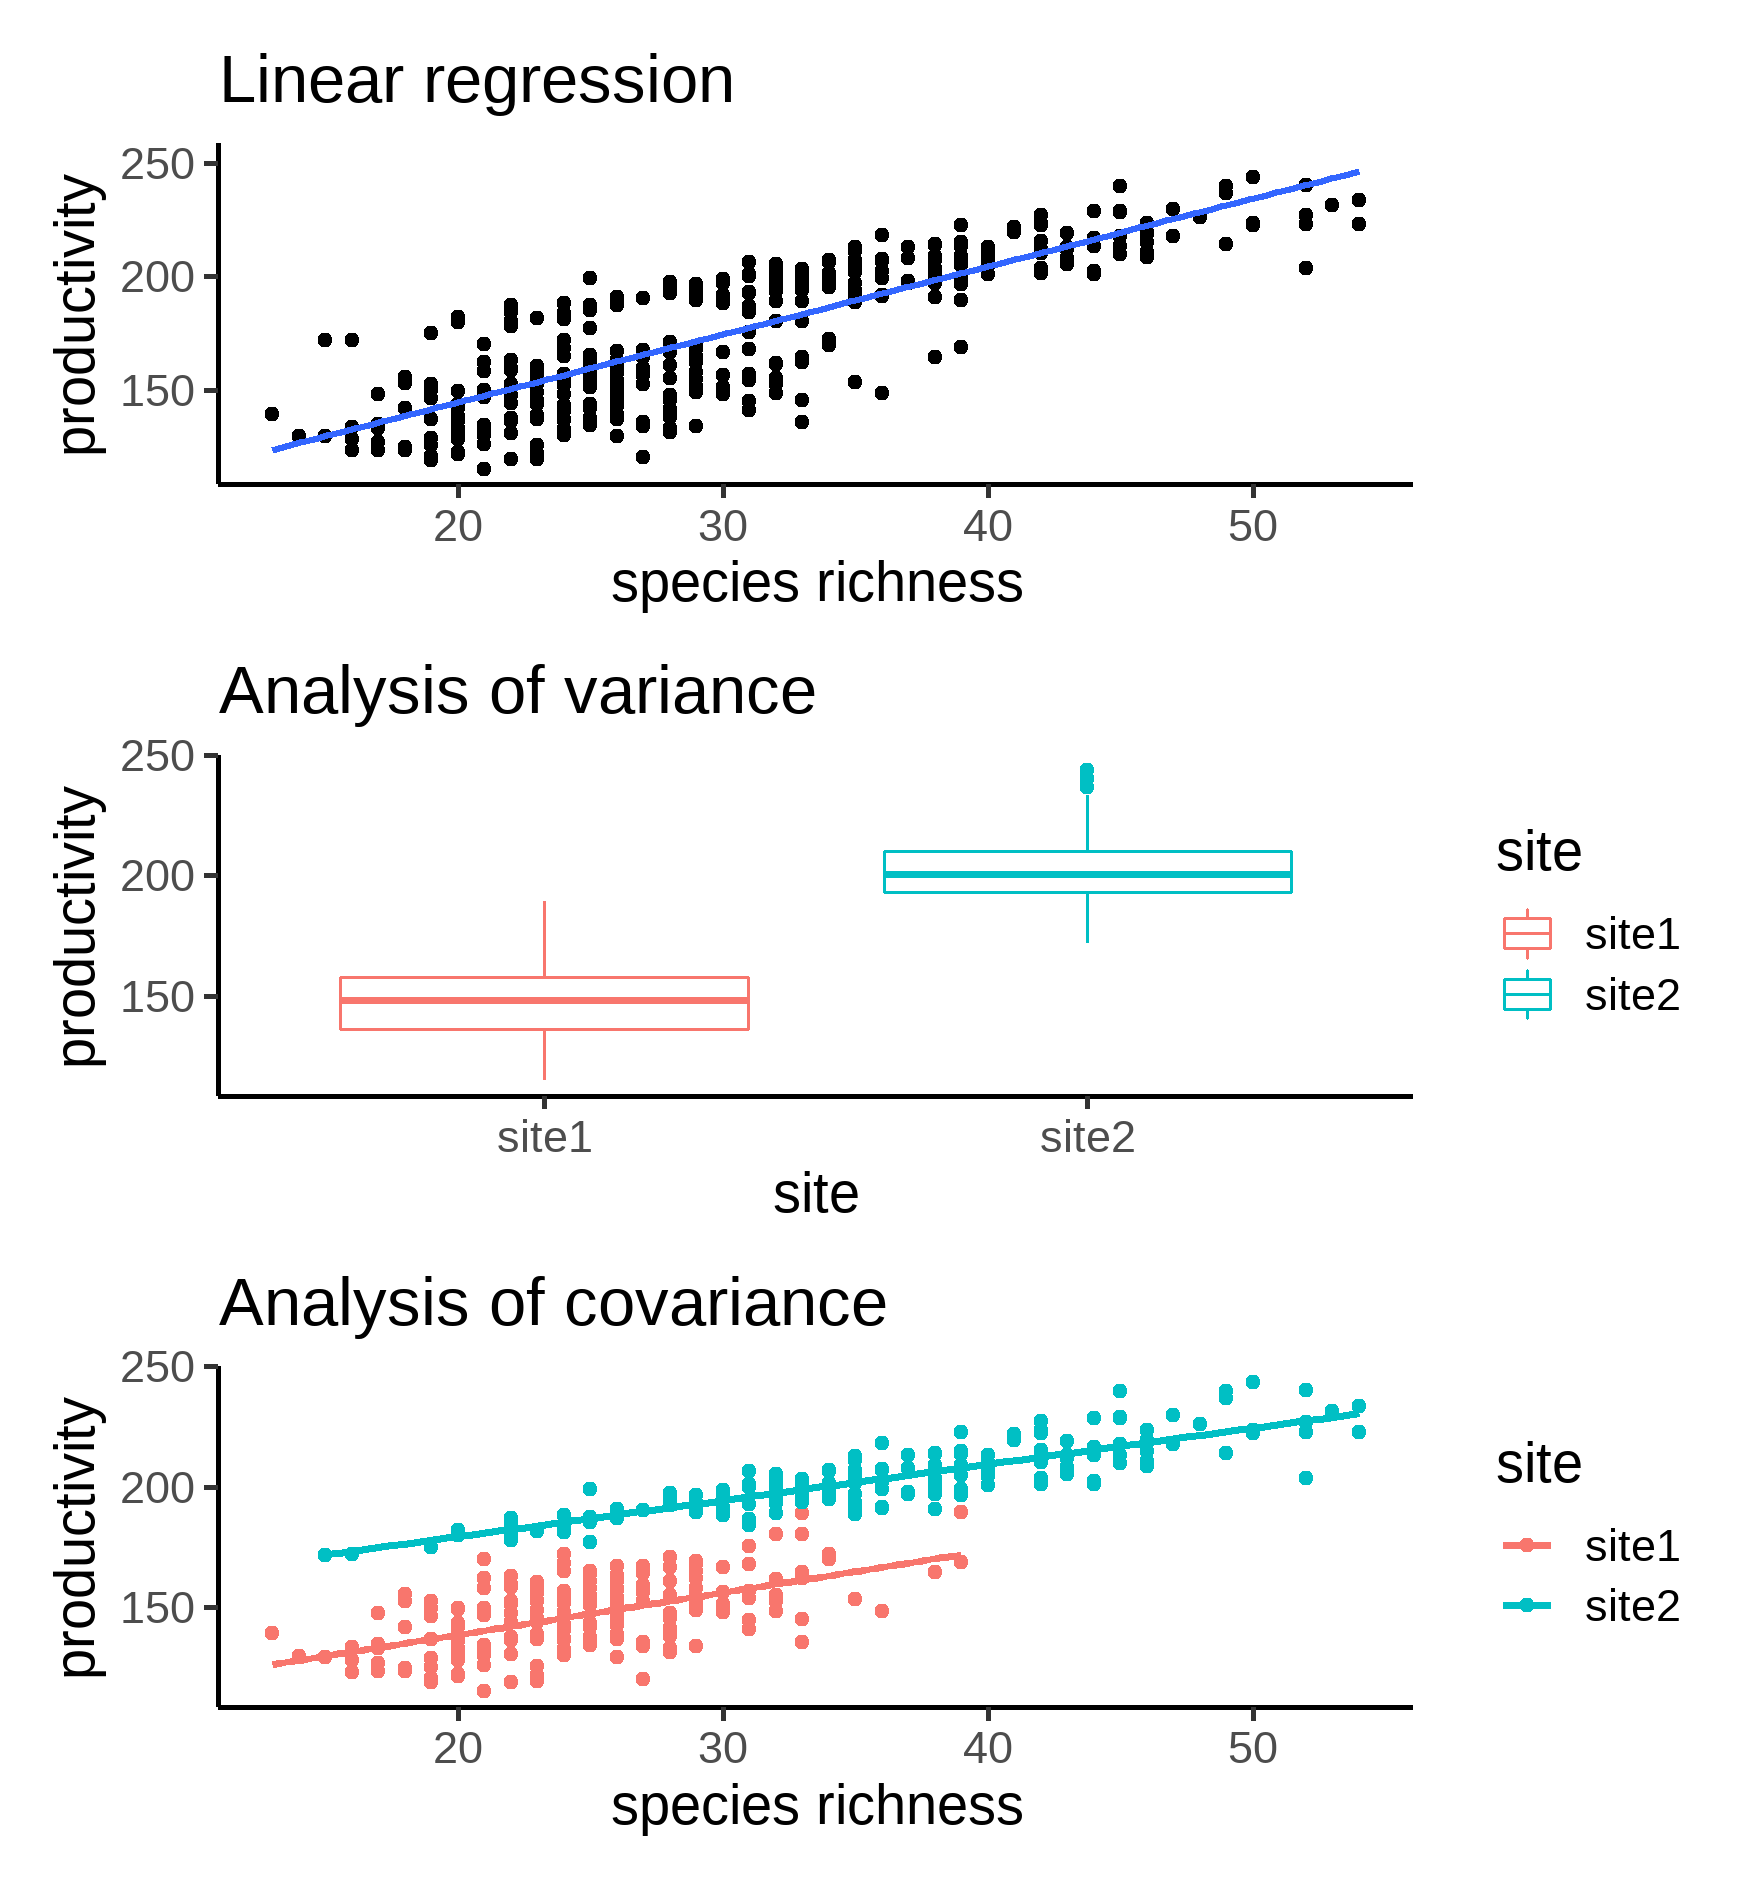 Linear regression
250
200
150
productivity
20 30 40 50
species richness
Analysis of variance
250
200
150
productivity
site1 site2
site
site
site1
site2
Analysis of covariance
250
200
150
productivity
20 30 40 50
species richness
site
site1
site2